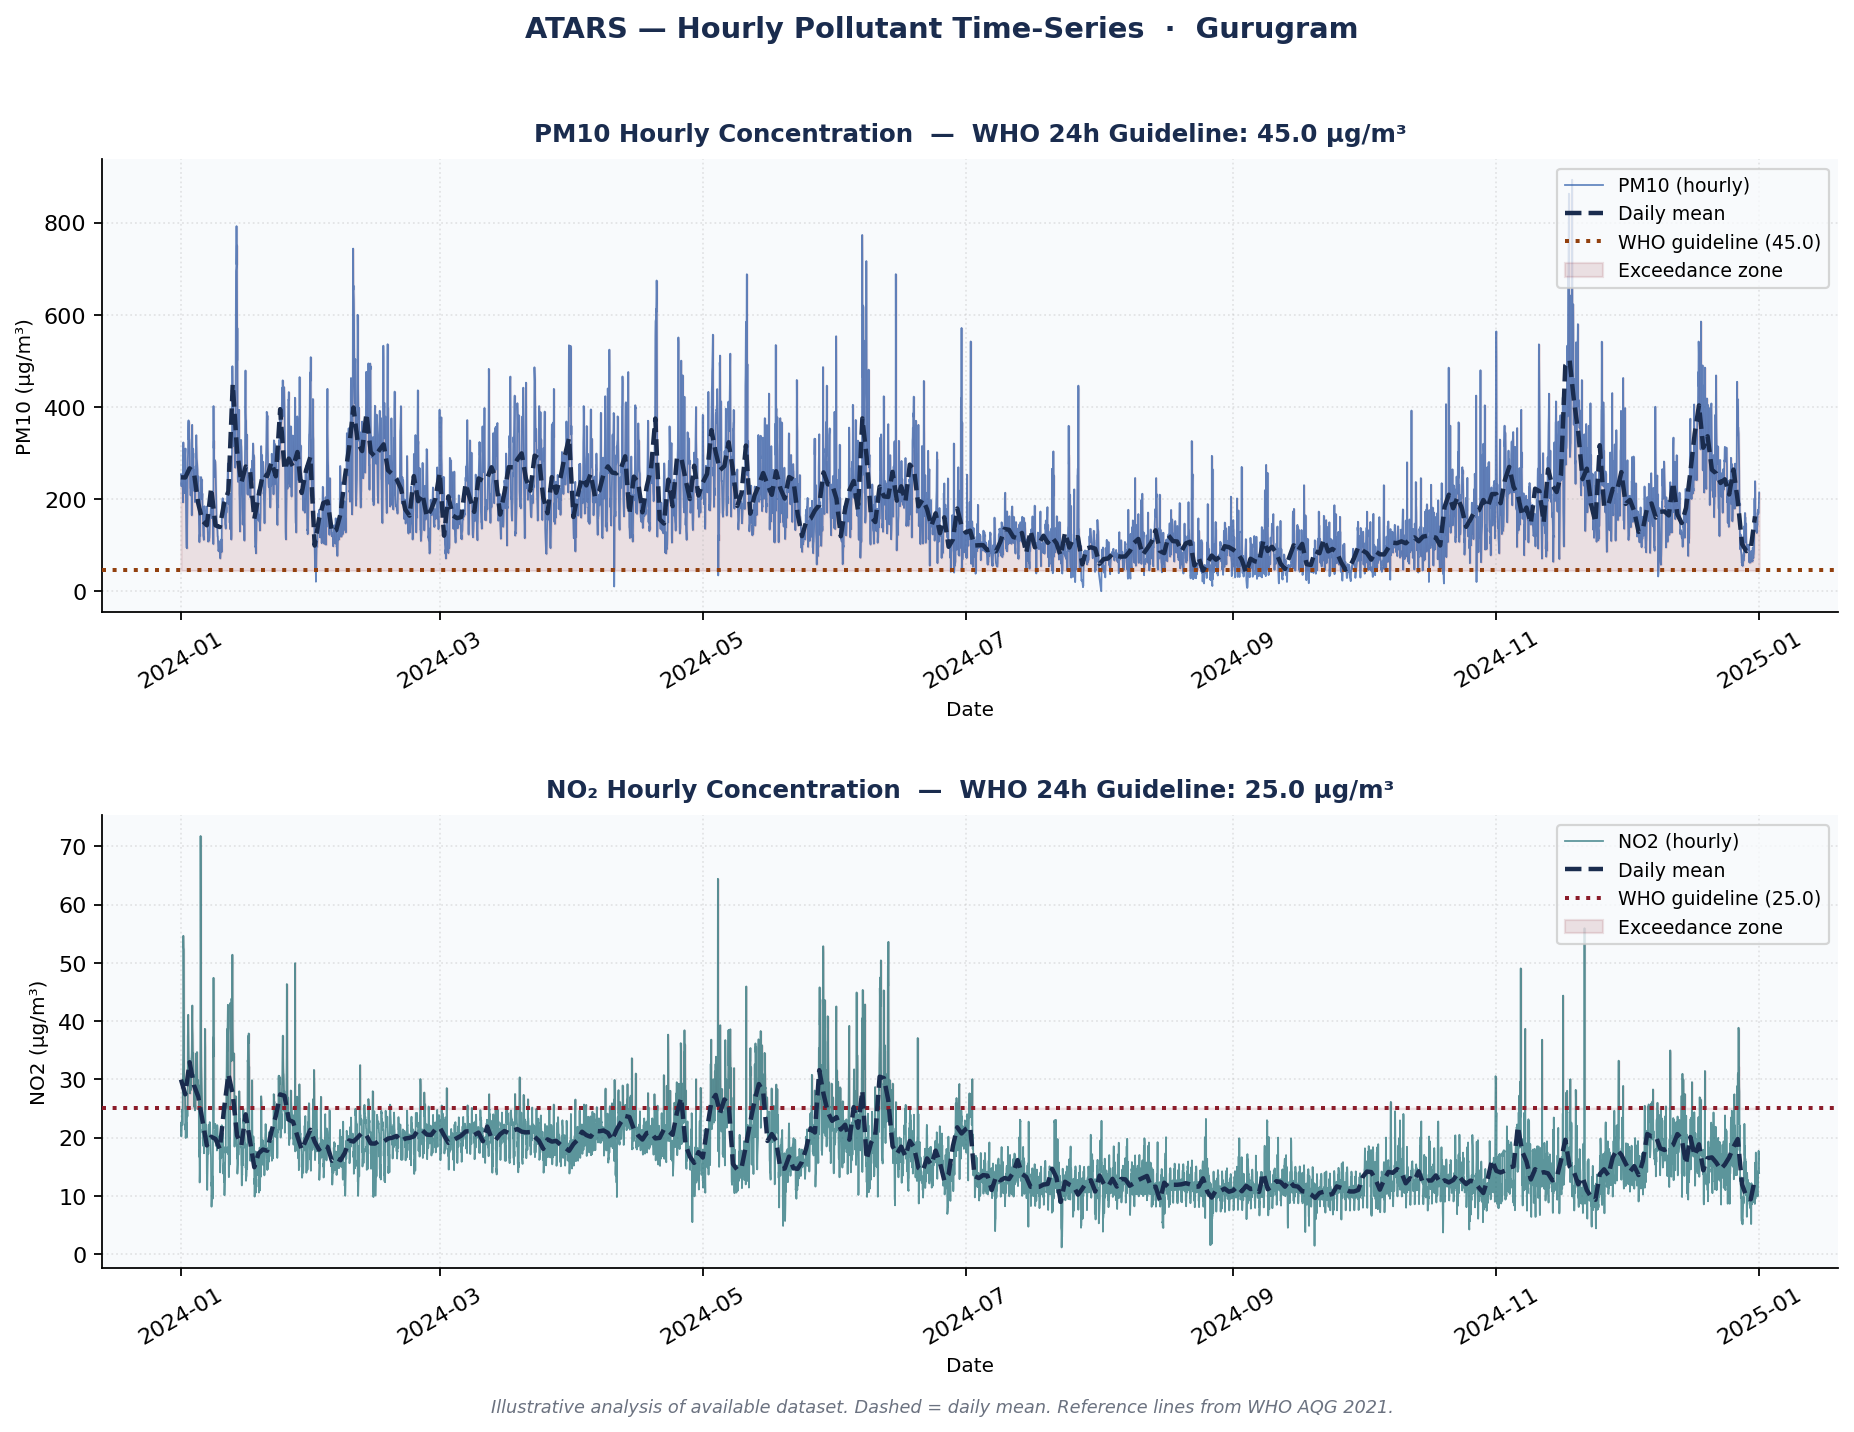 ATARS — Hourly Pollutant Time-Series · Gurugram
PM10 Hourly Concentration — WHO 24h Guideline: 45.0 µg/m³
PM10 (µg/m³)
800
600
400
200
0
PM10 (hourly)
Daily mean
WHO guideline (45.0)
Exceedance zone
2024-01
2024-03
2024-05
2024-07
2024-09
2024-11
2025-01
Date
NO₂ Hourly Concentration — WHO 24h Guideline: 25.0 µg/m³
NO2 (µg/m³)
70
60
50
40
30
20
10
0
NO2 (hourly)
Daily mean
WHO guideline (25.0)
Exceedance zone
2024-01
2024-03
2024-05
2024-07
2024-09
2024-11
2025-01
Date
Illustrative analysis of available dataset. Dashed = daily mean. Reference lines from WHO AQG 2021.